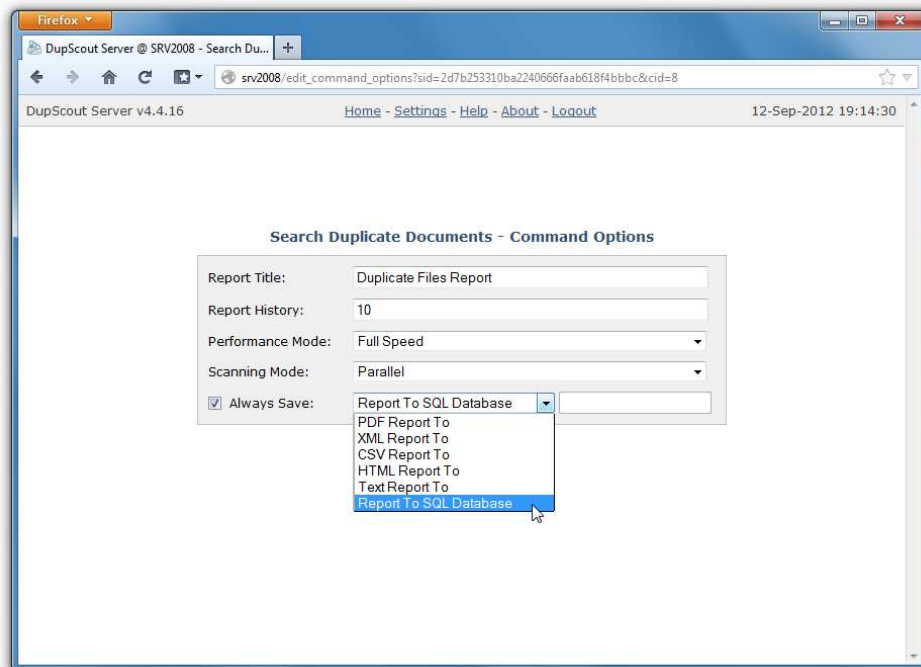 Firefox
DupScout Server @ SRV2008 - Search Du... +
srv2008/edit_command_options?sid=2d7b253310ba2240666faab618f4bbbc&cid=8
DupScout Server v4.4.16 Home - Settings - Help - About - Logout 12-Sep-2012 19:14:30
Search Duplicate Documents - Command Options
Report Title: Duplicate Files Report
Report History: 10
Performance Mode: Full Speed
Scanning Mode: Parallel
Always Save: Report To SQL Database
PDF Report To
XML Report To
CSV Report To
HTML Report To
Text Report To
Report To SQL Database